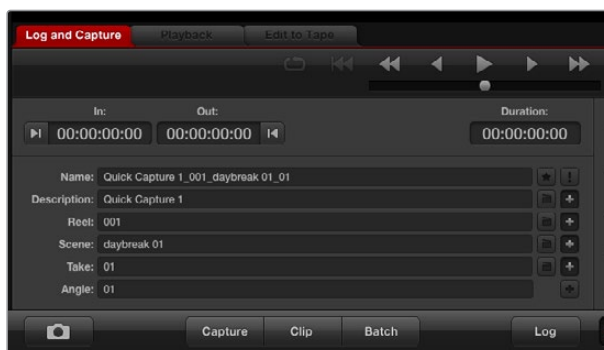 Log and Capture Playback Edit to Tape
In: Out: Duration:
00:00:00:00 00:00:00:00 00:00:00:00
Name: Quick Capture 1_001_daybreak 01_01
Description: Quick Capture 1
Reel: 001
Scene: daybreak 01
Take: 01
Angle: 01
Capture Clip Batch Log